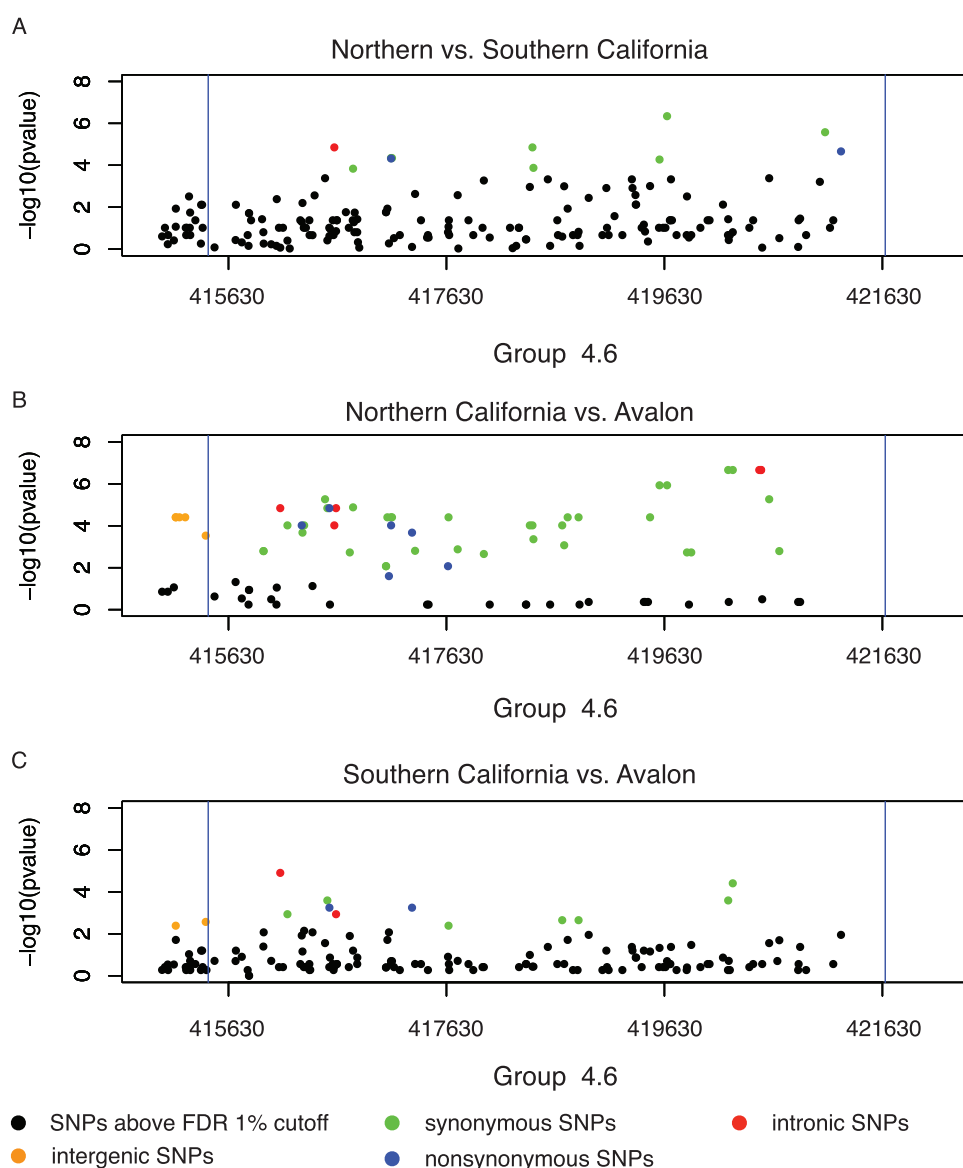 A
Northern vs. Southern California
−log10(pvalue)
8
6
4
2
0
415630 417630 419630 421630
Group 4.6
B
Northern California vs. Avalon
−log10(pvalue)
8
6
4
2
0
415630 417630 419630 421630
Group 4.6
C
Southern California vs. Avalon
−log10(pvalue)
8
6
4
2
0
415630 417630 419630 421630
Group 4.6
SNPs above FDR 1% cutoff synonymous SNPs intronic SNPs
intergenic SNPs nonsynonymous SNPs